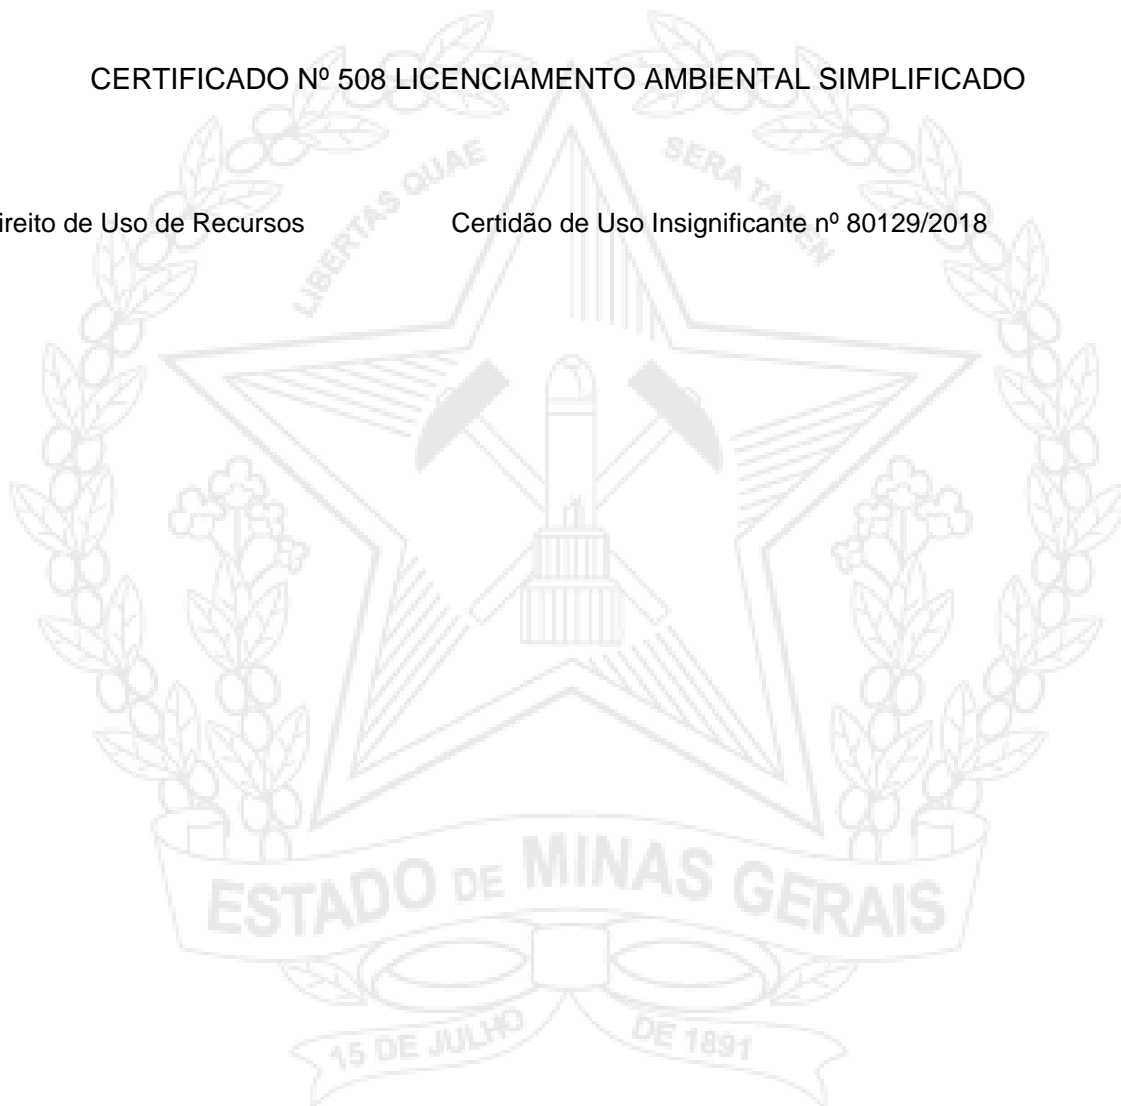 CERTIFICADO Nº 508 LICENCIAMENTO AMBIENTAL SIMPLIFICADO
LIBERTAS QUAE SERA TAMEN
ireito de Uso de Recursos Certidão de Uso Insignificante nº 80129/2018
ESTADO DE MINAS GERAIS
15 DE JULHO DE 1891